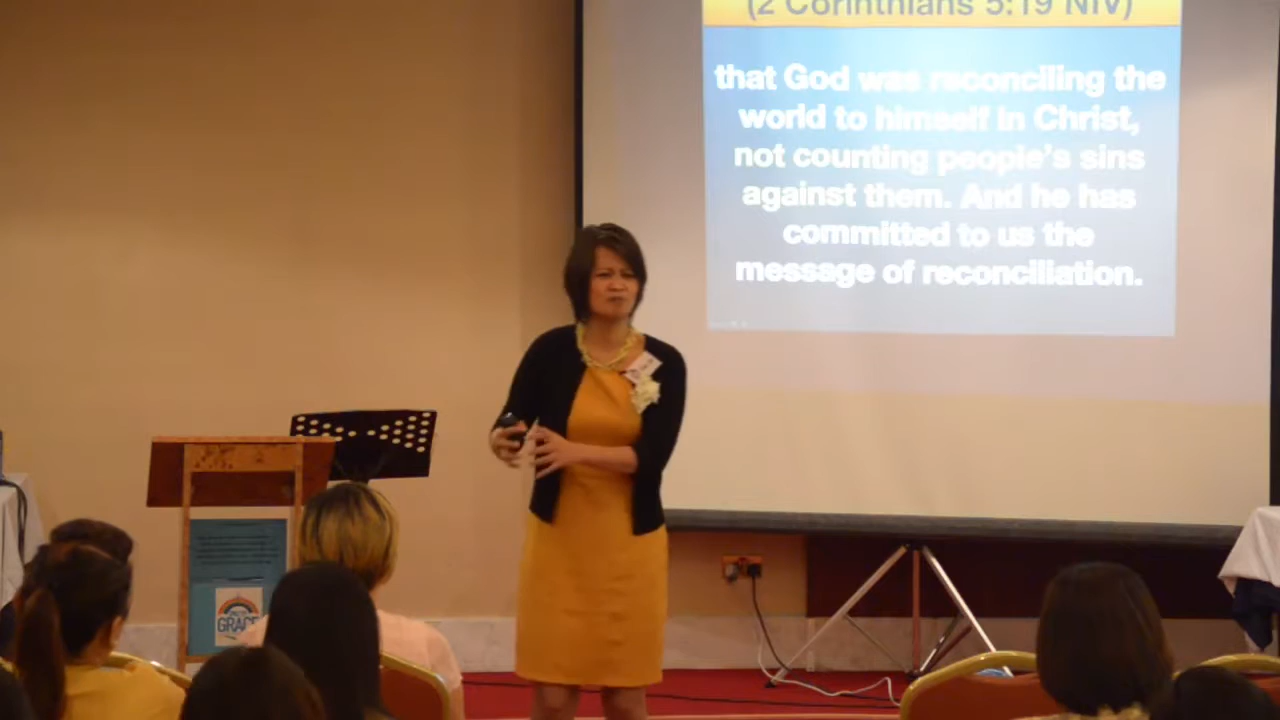 (2 Corinthians 5:19 NIV)
that God was reconciling the
world to himself in Christ,
not counting people's sins
against them. And he has
committed to us the
message of reconciliation.
GRACE